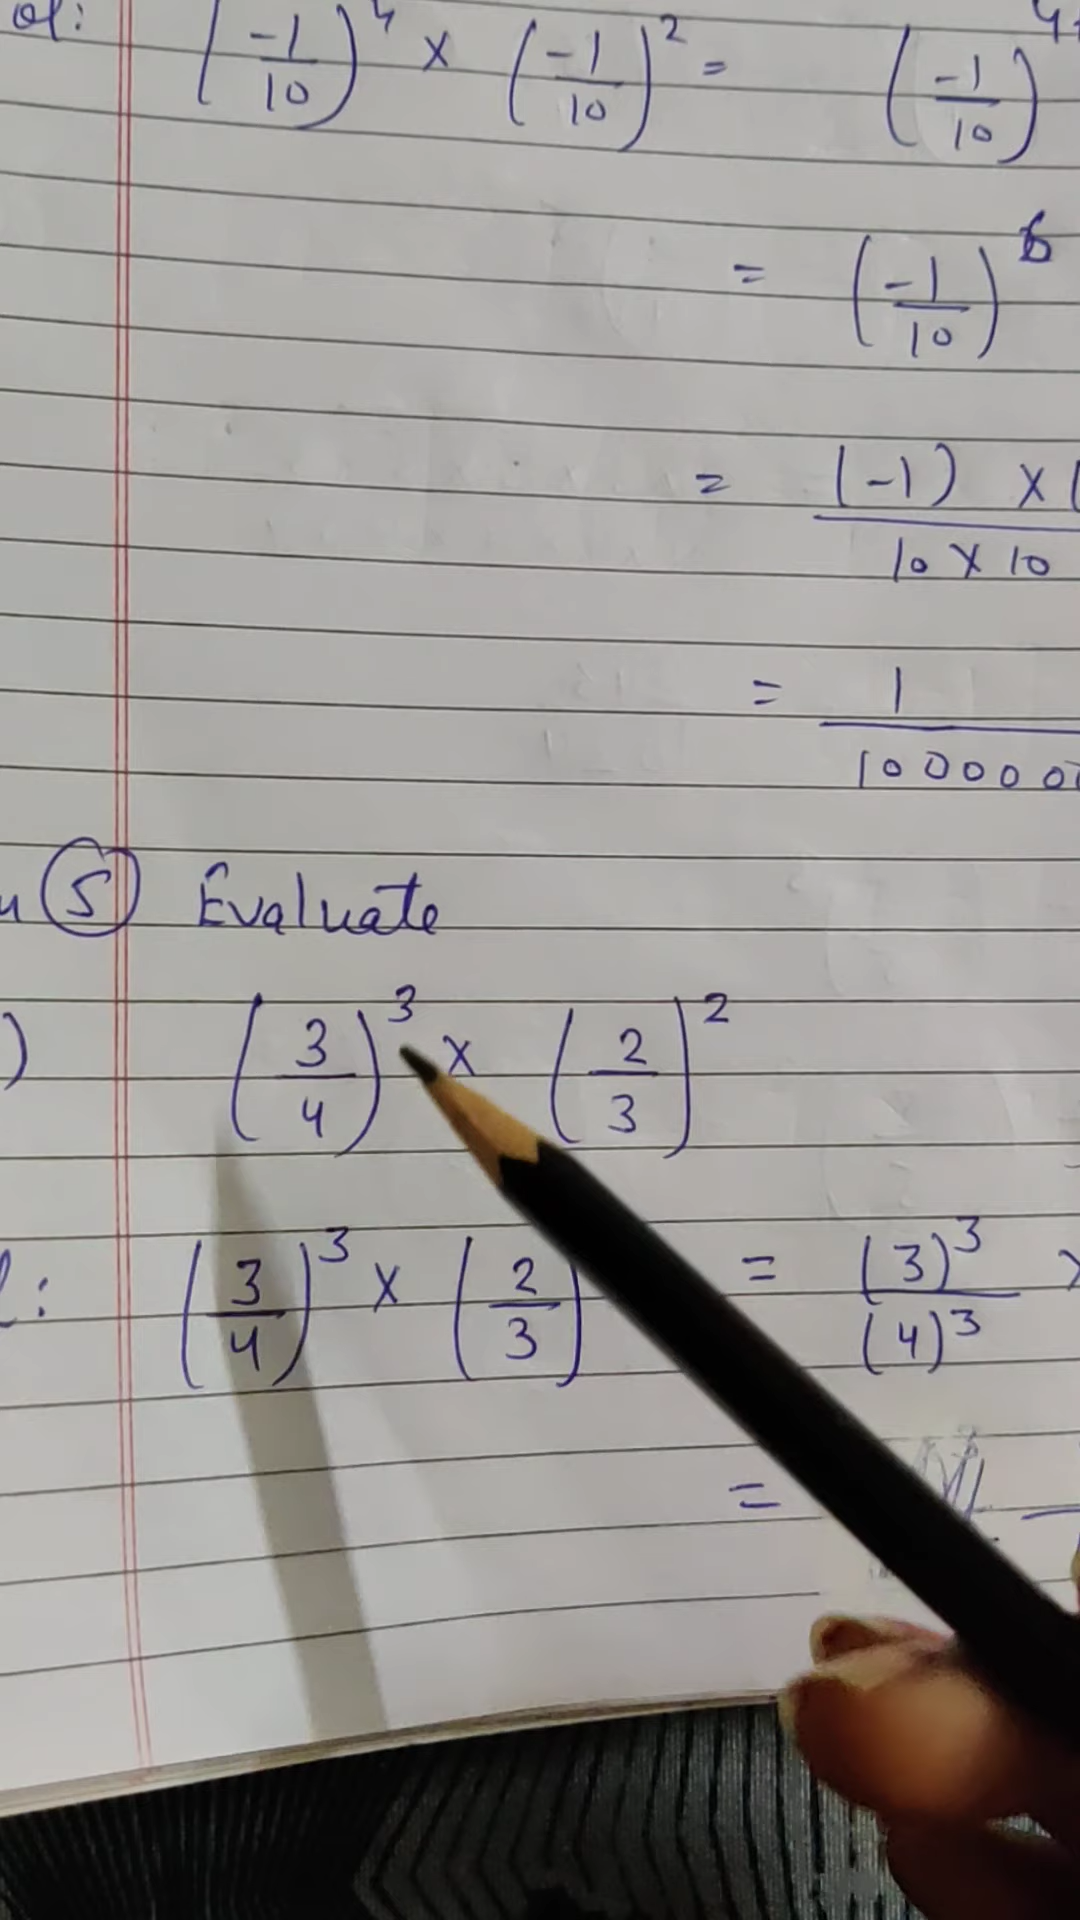 ol: (-1/10)^4 × (-1/10)^2 = (-1/10)^4
= (-1/10)^6
= (-1) × ( / 10 × 10
= 1 / 100000
(5) Evaluate
) (3/4)^3 × (2/3)^2
: (3/4)^3 × (2/3) = (3)^3/(4)^3 ×
=